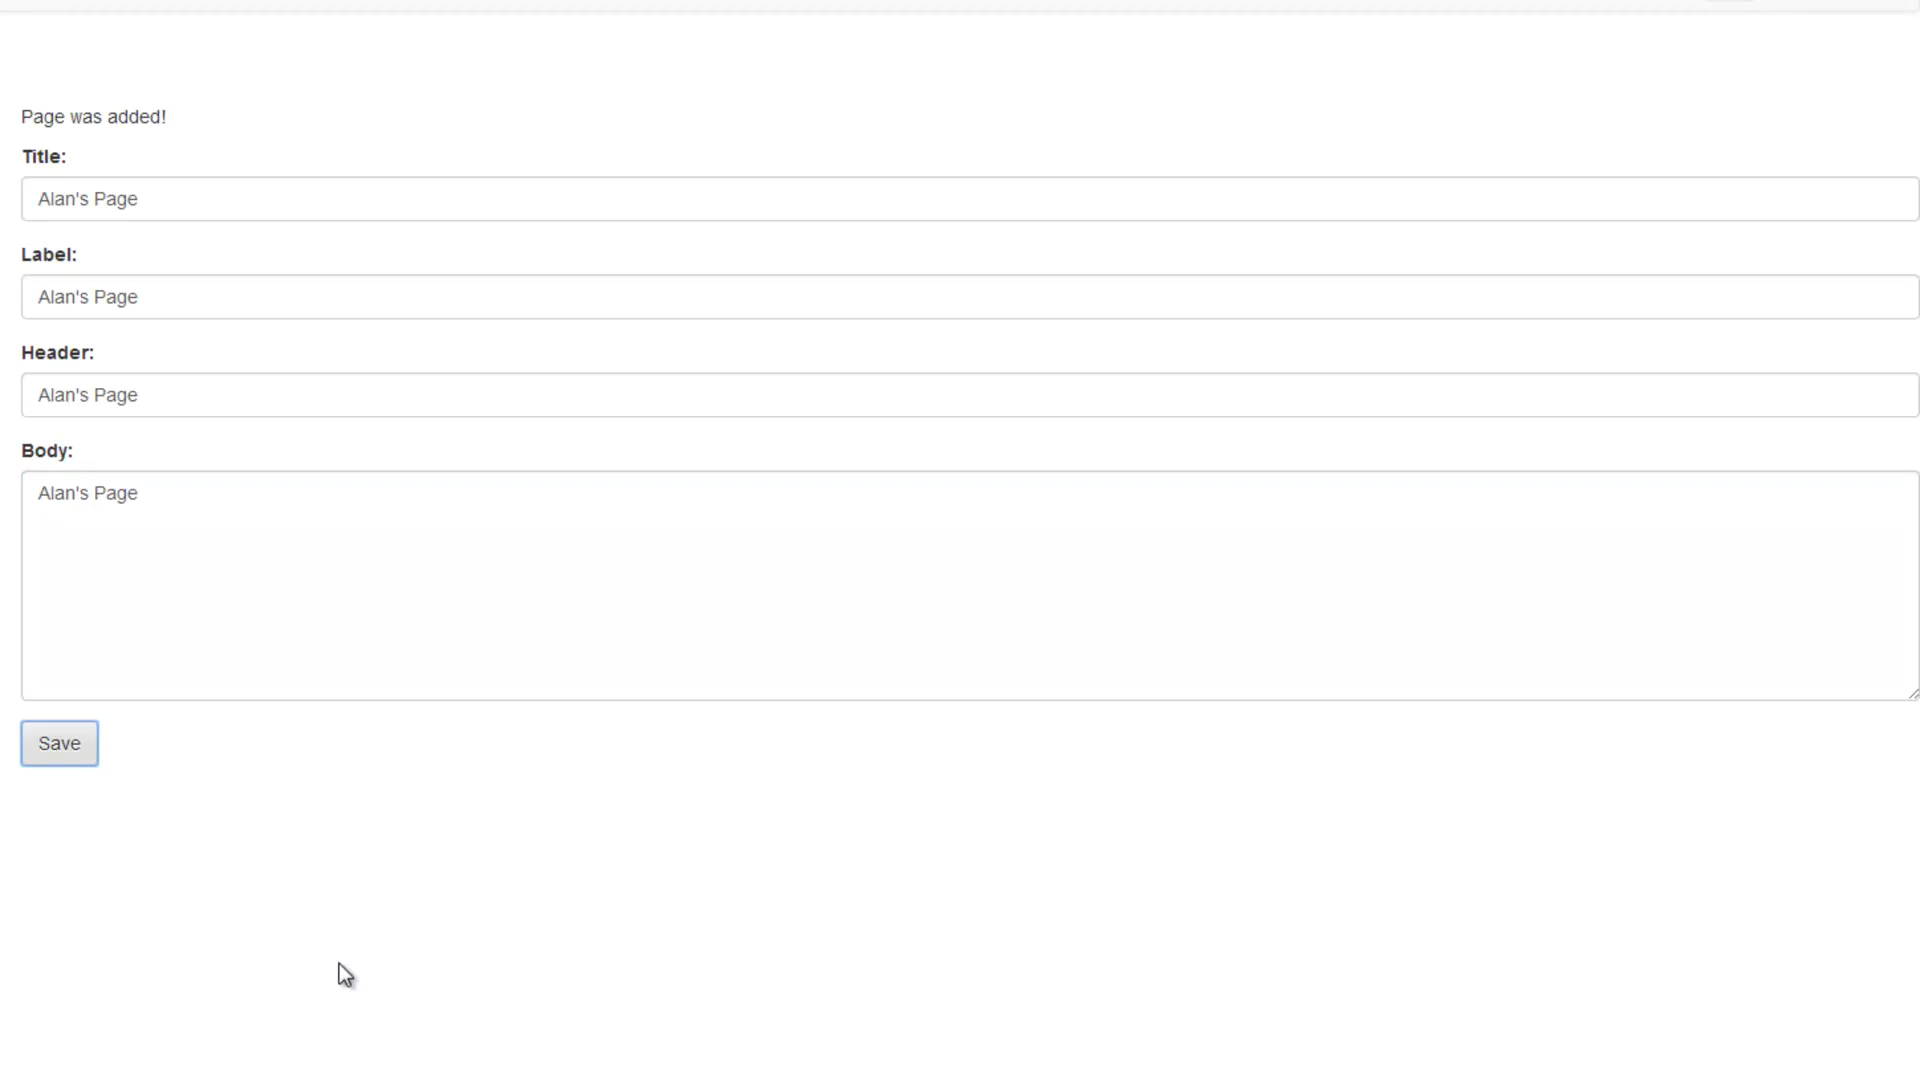 Page was added!
Title:
Alan's Page
Label:
Alan's Page
Header:
Alan's Page
Body:
Alan's Page
Save